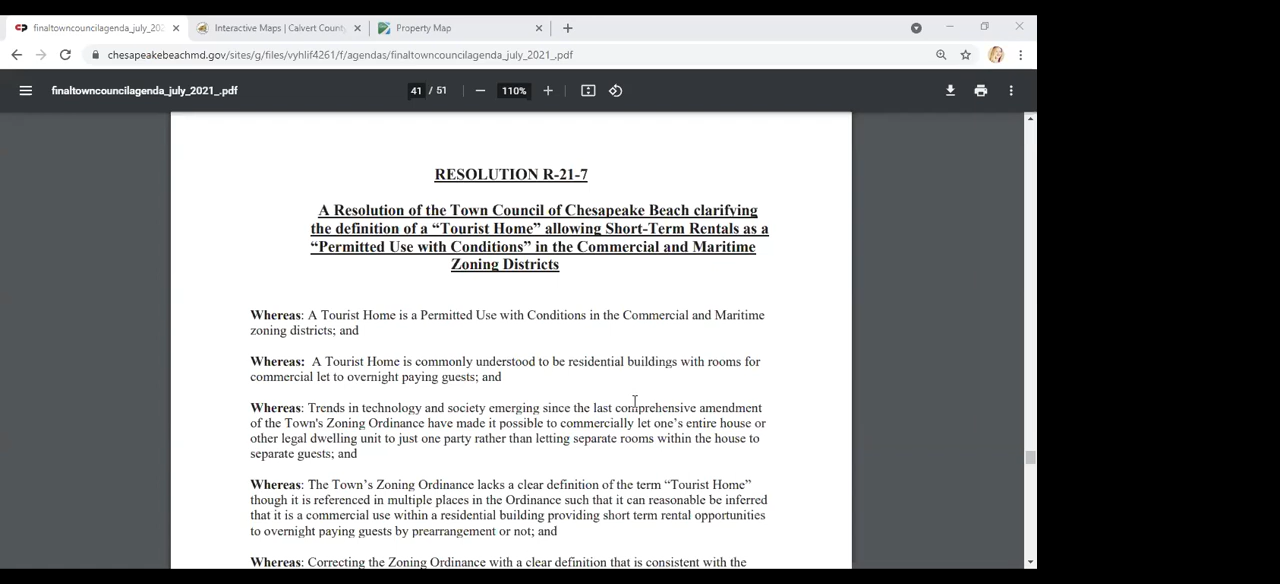 finaltowncouncilagenda_july_202
Interactive Maps | Calvert County
Property Map
chesapeakebeachmd.gov/sites/g/files/vyhlif4261/f/agendas/finaltowncouncilagenda_july_2021_.pdf
finaltowncouncilagenda_july_2021_.pdf
41 / 51
110%
RESOLUTION R-21-7
A Resolution of the Town Council of Chesapeake Beach clarifying
the definition of a “Tourist Home” allowing Short-Term Rentals as a
“Permitted Use with Conditions” in the Commercial and Maritime
Zoning Districts
Whereas: A Tourist Home is a Permitted Use with Conditions in the Commercial and Maritime
zoning districts; and
Whereas: A Tourist Home is commonly understood to be residential buildings with rooms for
commercial let to overnight paying guests; and
Whereas: Trends in technology and society emerging since the last comprehensive amendment
of the Town's Zoning Ordinance have made it possible to commercially let one’s entire house or
other legal dwelling unit to just one party rather than letting separate rooms within the house to
separate guests; and
Whereas: The Town’s Zoning Ordinance lacks a clear definition of the term “Tourist Home”
though it is referenced in multiple places in the Ordinance such that it can reasonable be inferred
that it is a commercial use within a residential building providing short term rental opportunities
to overnight paying guests by prearrangement or not; and
Whereas: Correcting the Zoning Ordinance with a clear definition that is consistent with the